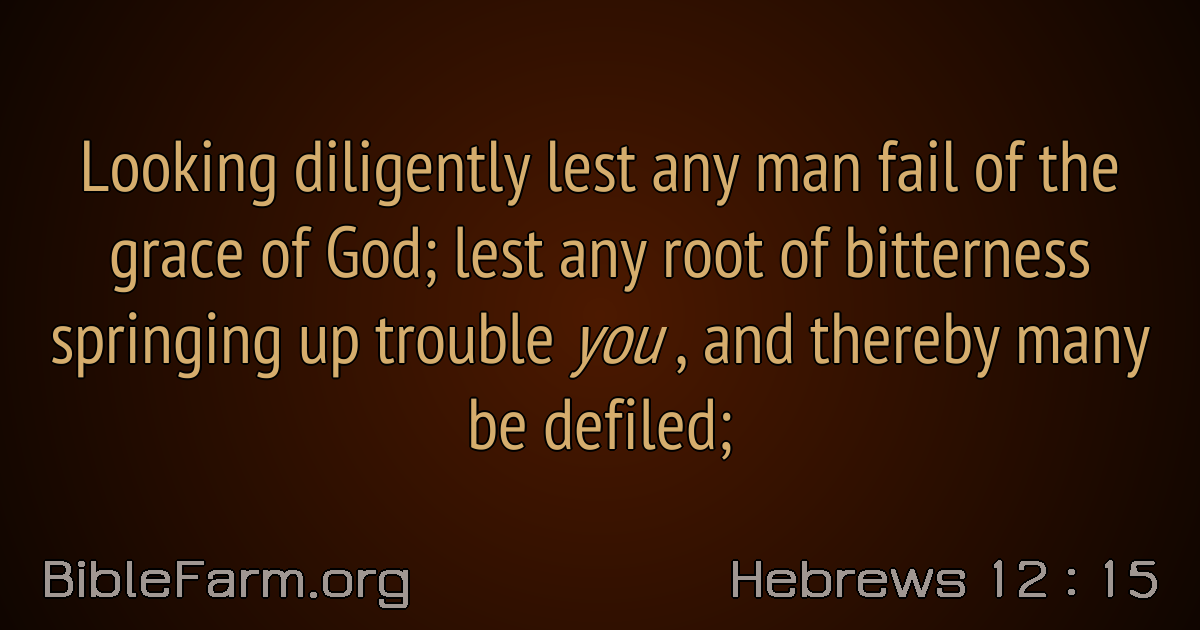 Looking diligently lest any man fail of the
grace of God; lest any root of bitterness
springing up trouble you , and thereby many
be defiled;
BibleFarm.org
Hebrews 12 : 15